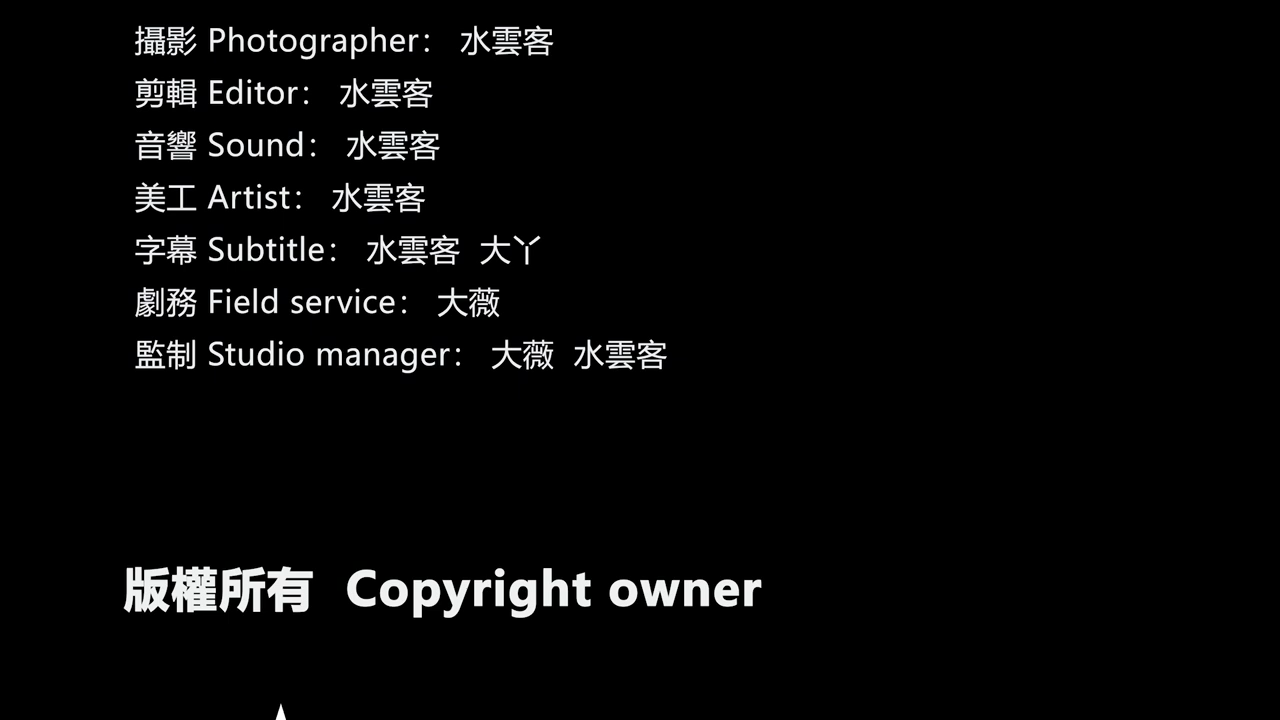 攝影 Photographer： 水雲客
剪輯 Editor： 水雲客
音響 Sound： 水雲客
美工 Artist： 水雲客
字幕 Subtitle： 水雲客 大丫
劇務 Field service： 大薇
監制 Studio manager： 大薇 水雲客
版權所有 Copyright owner